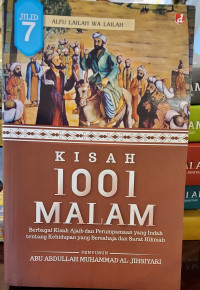 JILID
7
ALFU LAILAH WA LAILAH
KISAH
1001
MALAM
Berbagai Kisah Ajaib dan Perumpamaan yang Indah
tentang Kehidupan yang Bersahaja dan Sarat Hikmah
PENYUSUN
ABU ABDULLAH MUHAMMAD AL-JIHSIYARI